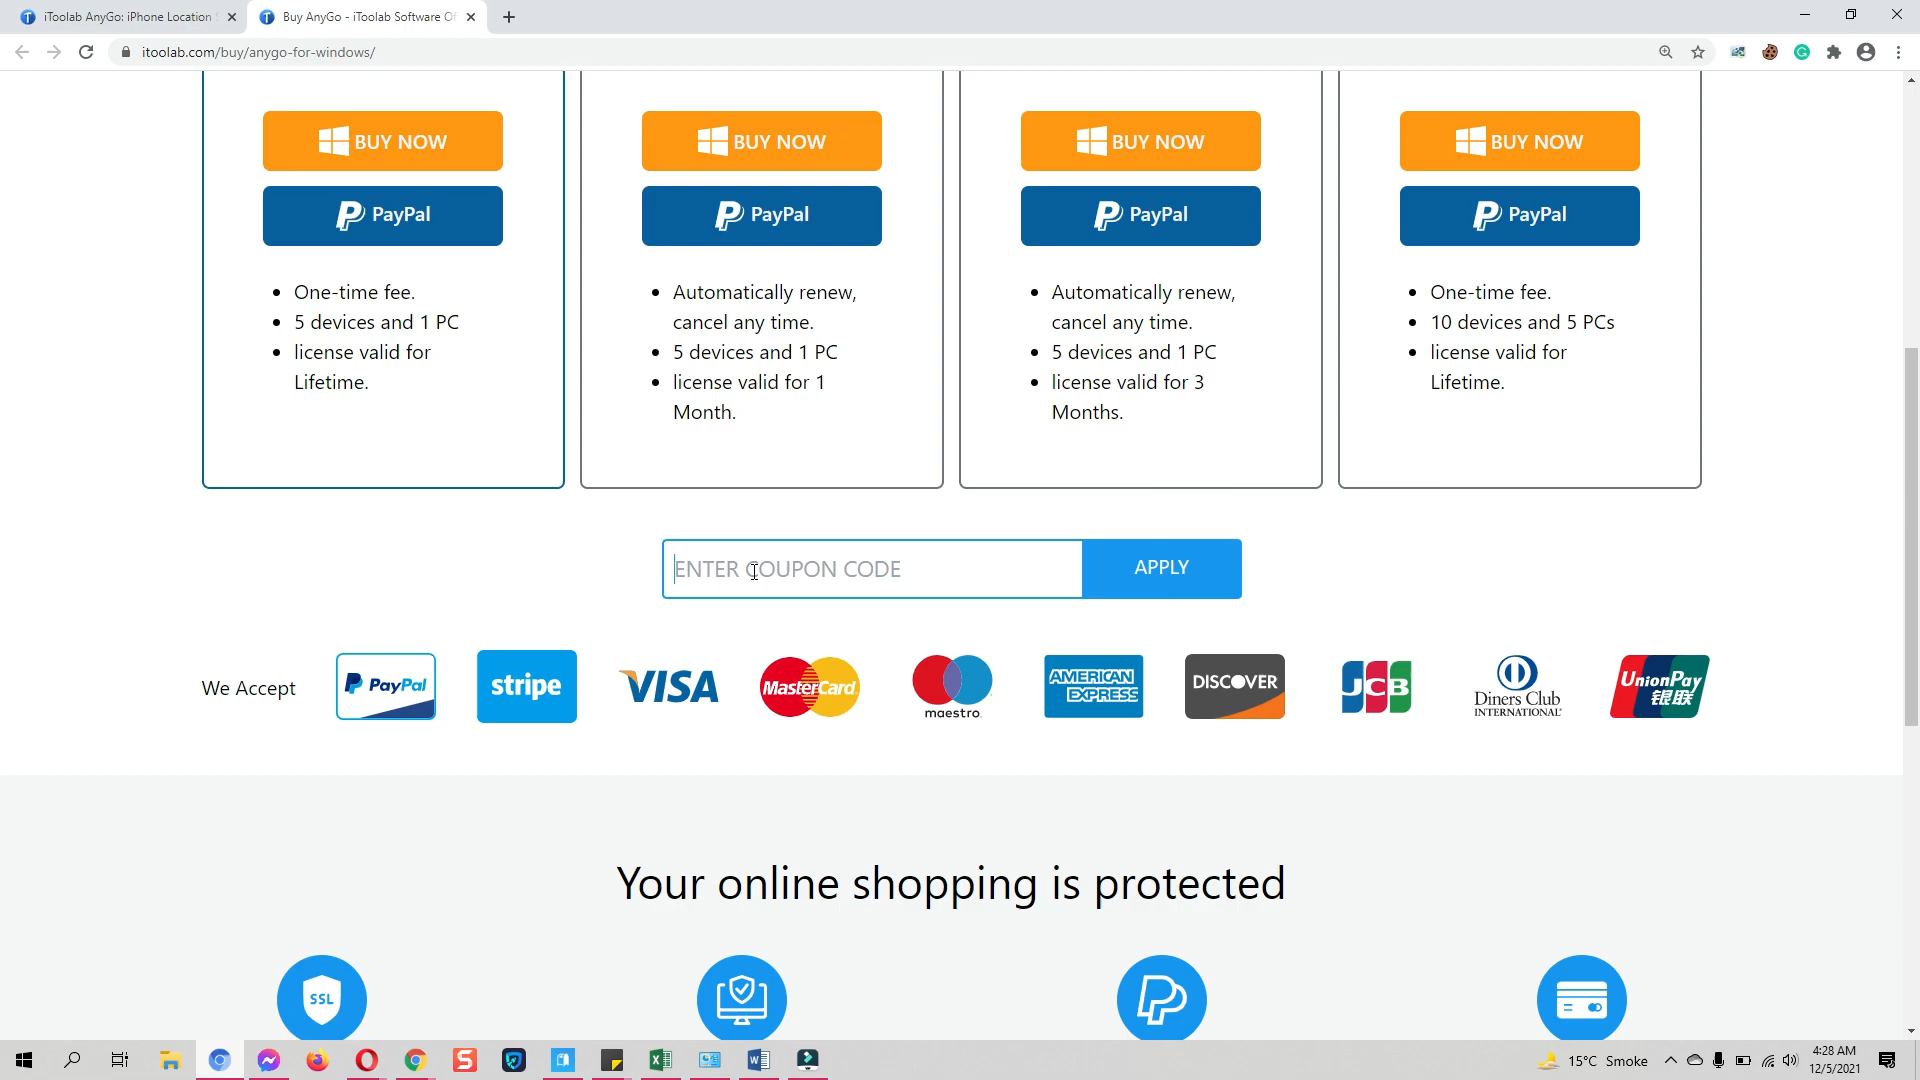 iToolab AnyGo: iPhone Location
Buy AnyGo - iToolab Software Of
itoolab.com/buy/anygo-for-windows/
BUY NOW
BUY NOW
BUY NOW
BUY NOW
PayPal
PayPal
PayPal
PayPal
• One-time fee.
• 5 devices and 1 PC
• license valid for
Lifetime.
• Automatically renew,
cancel any time.
• 5 devices and 1 PC
• license valid for 1
Month.
• Automatically renew,
cancel any time.
• 5 devices and 1 PC
• license valid for 3
Months.
• One-time fee.
• 10 devices and 5 PCs
• license valid for
Lifetime.
ENTER COUPON CODE
APPLY
We Accept
PayPal
stripe
VISA
MasterCard
maestro
AMERICAN
EXPRESS
DISCOVER
JCB
Diners Club
INTERNATIONAL
UnionPay
银联
Your online shopping is protected
SSL
15°C Smoke
4:28 AM
12/5/2021